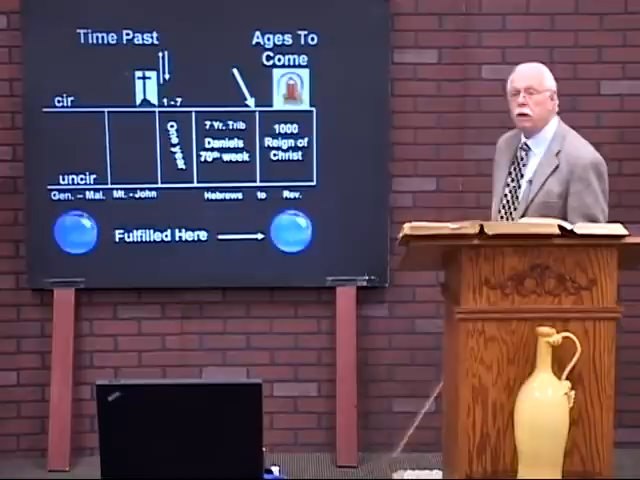 Time Past
Ages To
Come
cir
1 - 7
One year
7 Yr. Trib
Daniels
70th week
1000
Reign of
Christ
uncir
Gen. - Mal.
Mt. - John
Hebrews to Rev.
Fulfilled Here